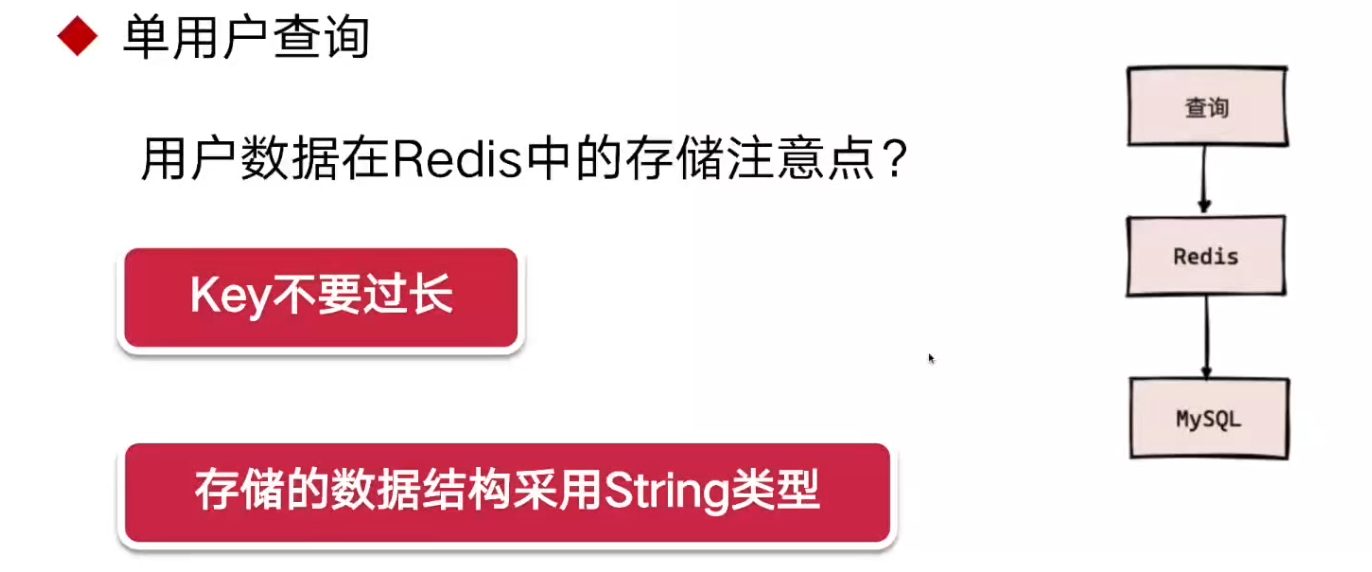 单用户查询
用户数据在Redis中的存储注意点？
Key不要过长
存储的数据结构采用String类型
查询
Redis
MySQL